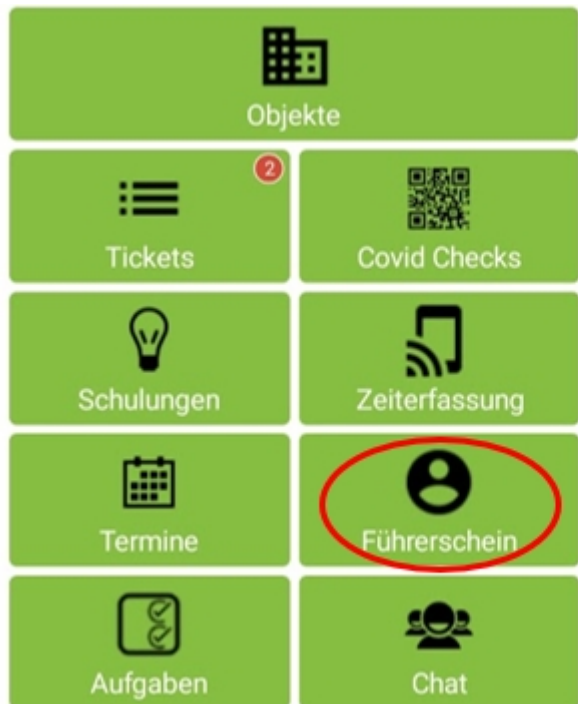 Objekte
2
Tickets
Covid Checks
Schulungen
Zeiterfassung
Termine
Führerschein
Aufgaben
Chat